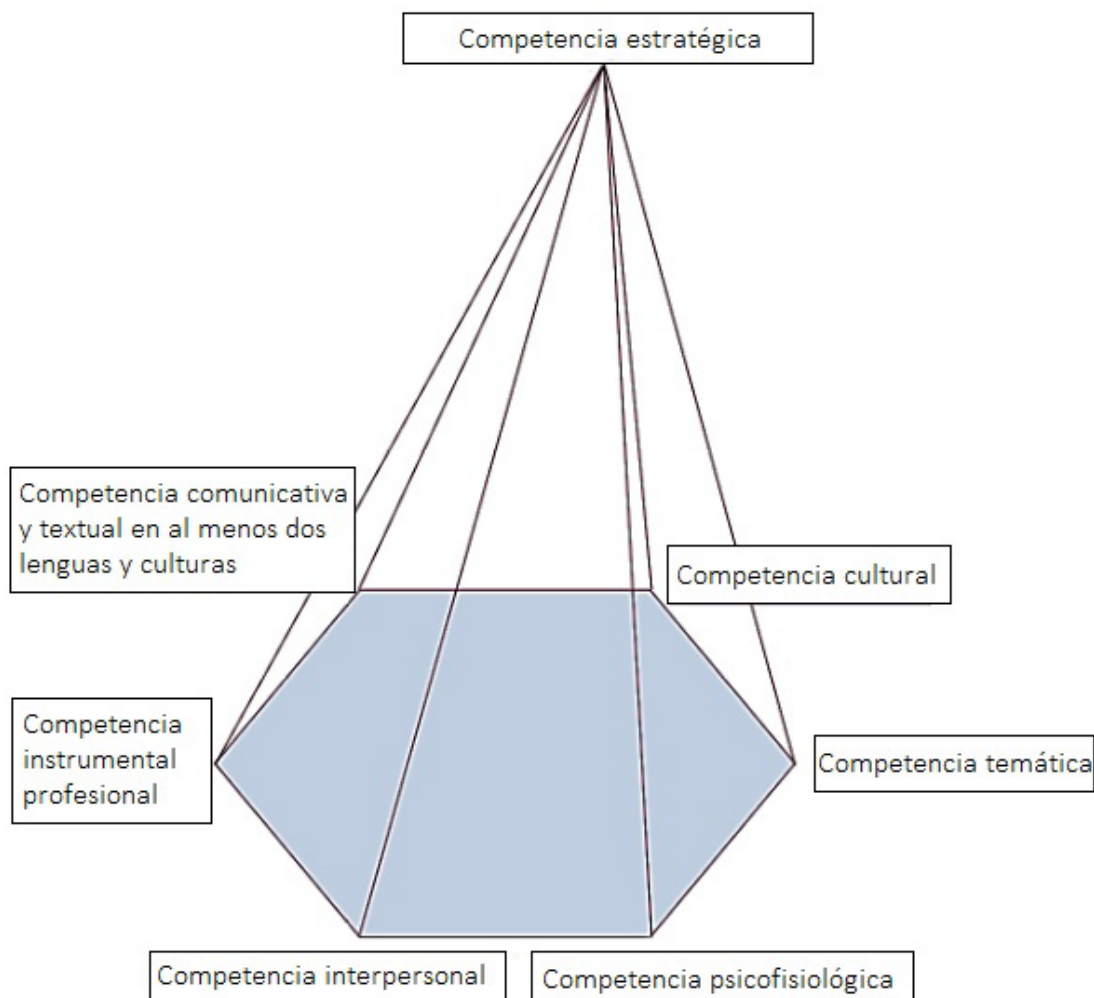 Competencia estratégica
Competencia comunicativa
y textual en al menos dos
lenguas y culturas
Competencia cultural
Competencia
instrumental
profesional
Competencia temática
Competencia interpersonal
Competencia psicofisiológica